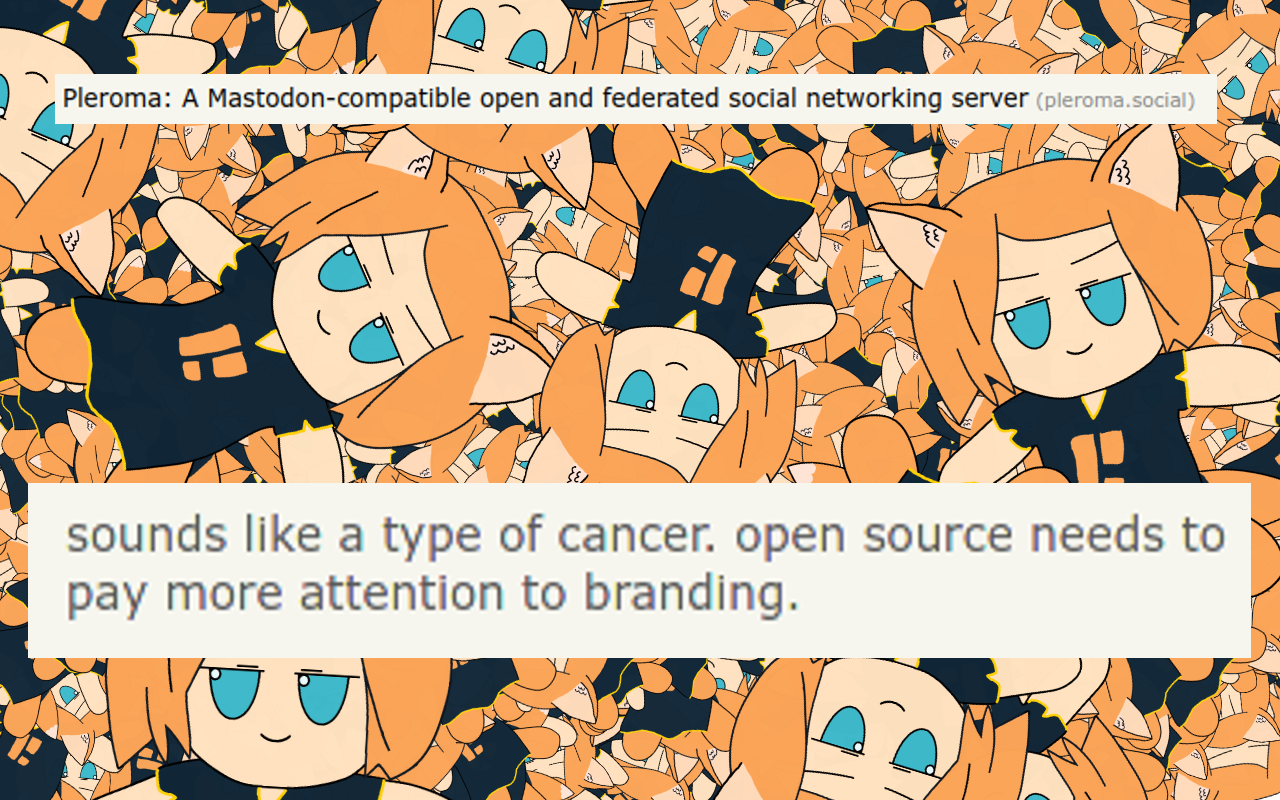 Pleroma: A Mastodon-compatible open and federated social networking server (pleroma.social)
sounds like a type of cancer. open source needs to
pay more attention to branding.